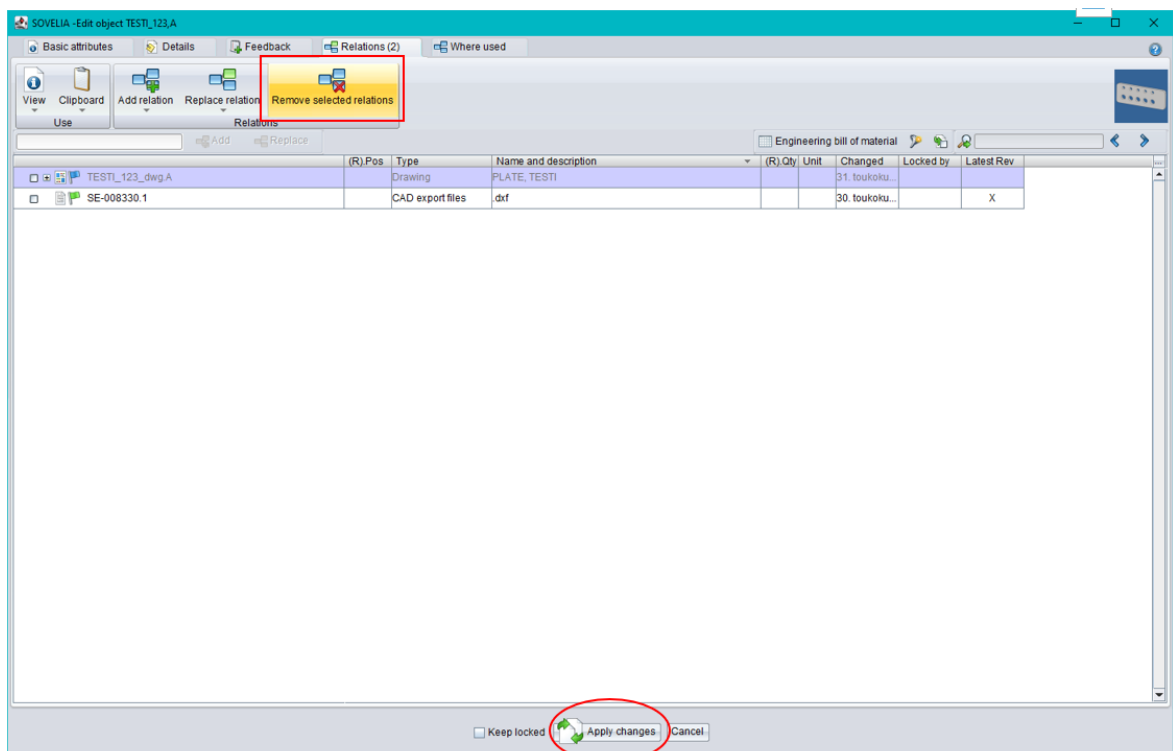 SOVELIA -Edit object TESTI_123,A
Basic attributes Details Feedback Relations (2) Where used
View Clipboard Add relation Replace relation Remove selected relations
Use Relations
Add Replace Engineering bill of material
(R).Pos Type Name and description (R).Qty Unit Changed Locked by Latest Rev
TESTI_123_dwg.A Drawing PLATE, TESTI 31. toukoku...
SE-008330.1 CAD export files .dxf 30. toukoku... X
Keep locked Apply changes Cancel